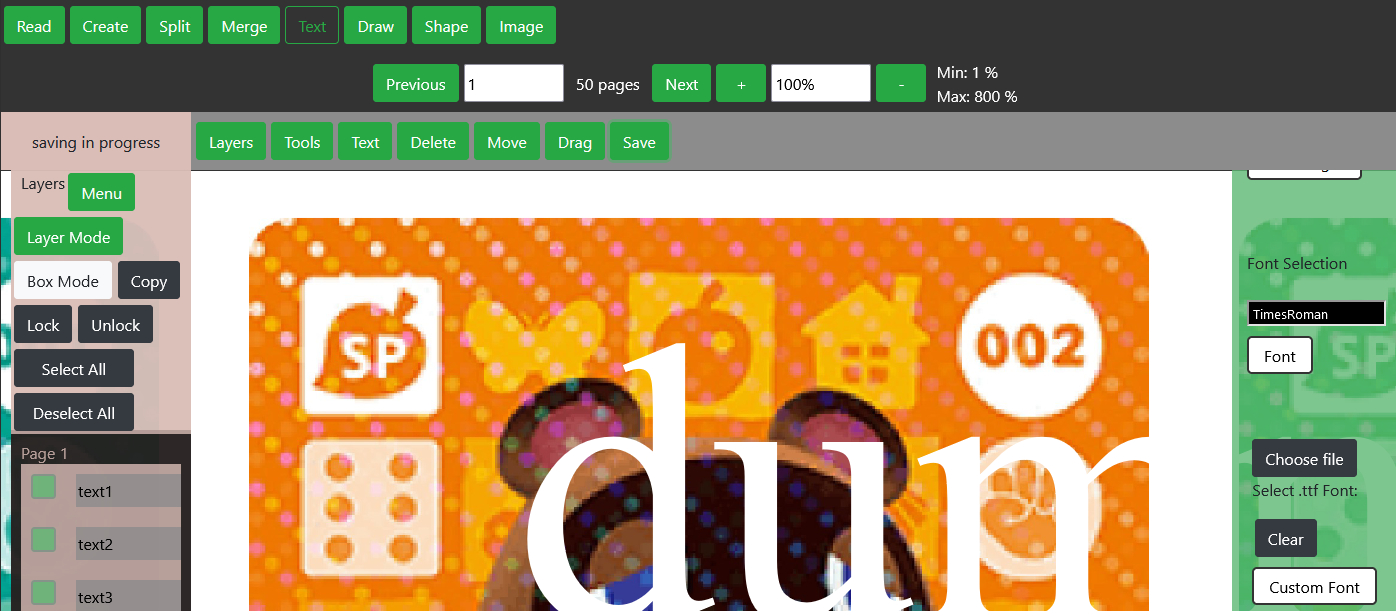 Read Create Split Merge Text Draw Shape Image
Previous 1 50 pages Next + 100% - Min: 1 %
Max: 800 %
saving in progress Layers Tools Text Delete Move Drag Save
Layers Menu
Layer Mode
Box Mode Copy
Lock Unlock
Select All
Deselect All
Page 1
text1
text2
text3
SP
002
dum
Font Selection
TimesRoman
Font
SP
Choose file
Select .ttf Font:
Clear
Custom Font